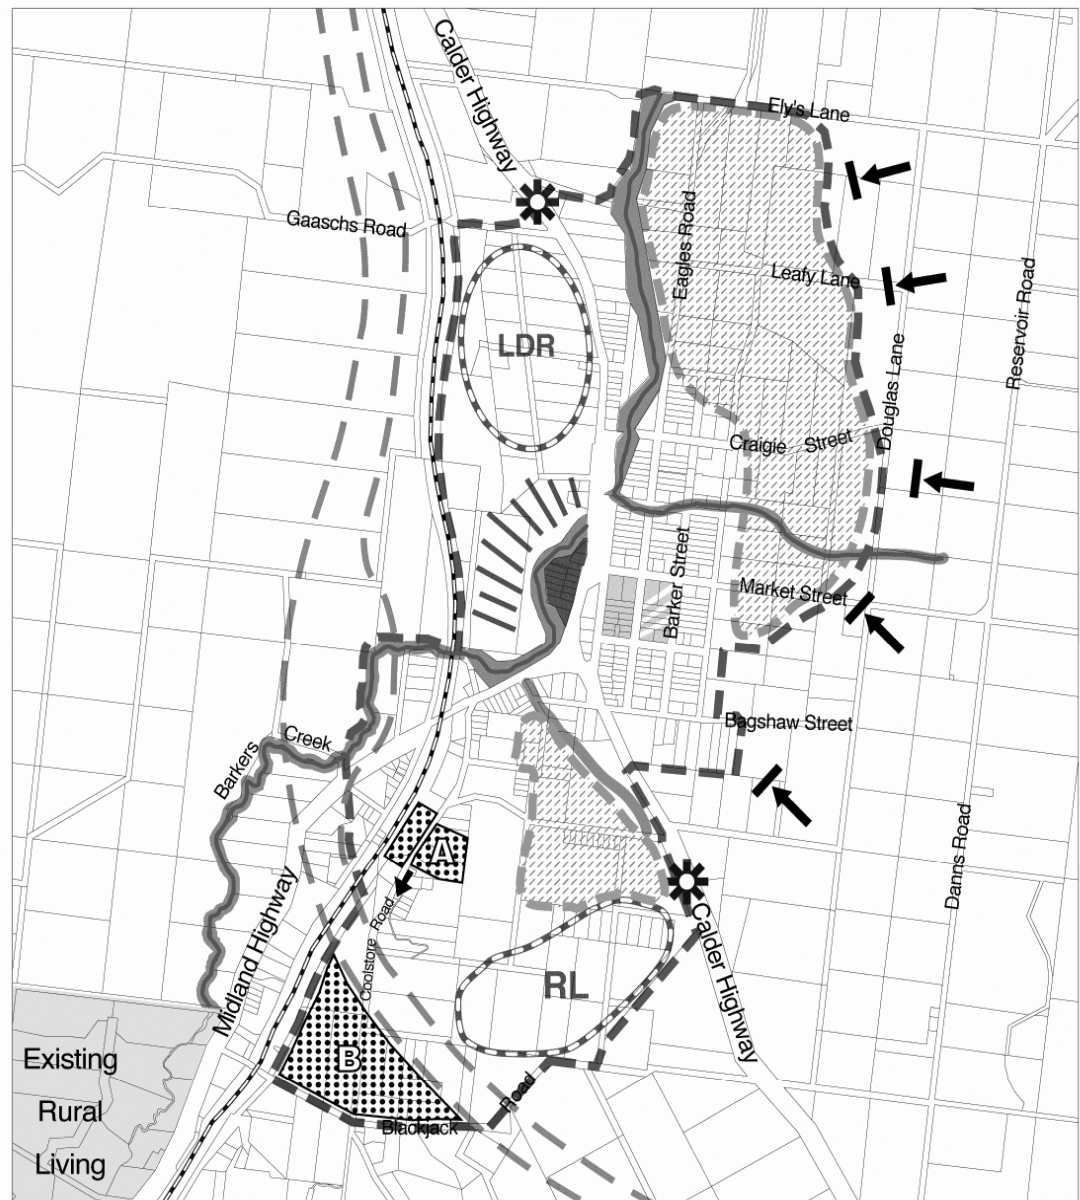 Calder Highway
Ely's Lane
Gaaschs Road
Eagles Road
Leafy Lane
Reservoir Road
LDR
Douglas Lane
Craigie Street
Barker Street
Market Street
Bagshaw Street
Barkers Creek
A
Danns Road
Midland Highway
Coolstore Road
Calder Highway
RL
B
Existing
Rural
Living
Blackjack Road